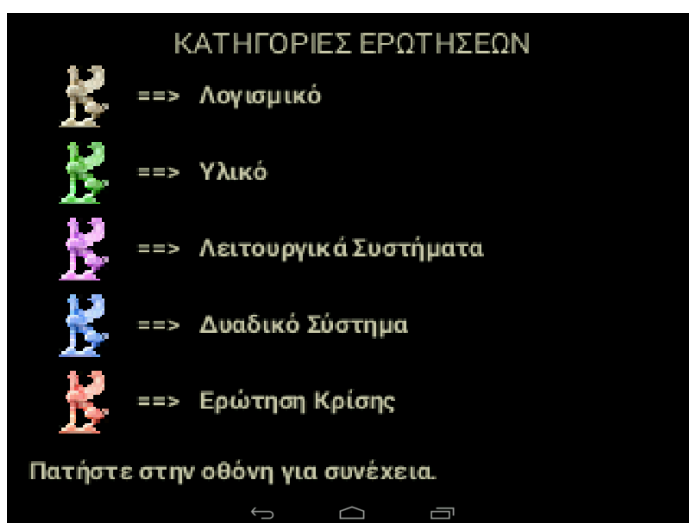 ΚΑΤΗΓΟΡΙΕΣ ΕΡΩΤΗΣΕΩΝ
==> Λογισμικό
==> Υλικό
==> Λειτουργικά Συστήματα
==> Δυαδικό Σύστημα
==> Ερώτηση Κρίσης
Πατήστε στην οθόνη για συνέχεια.